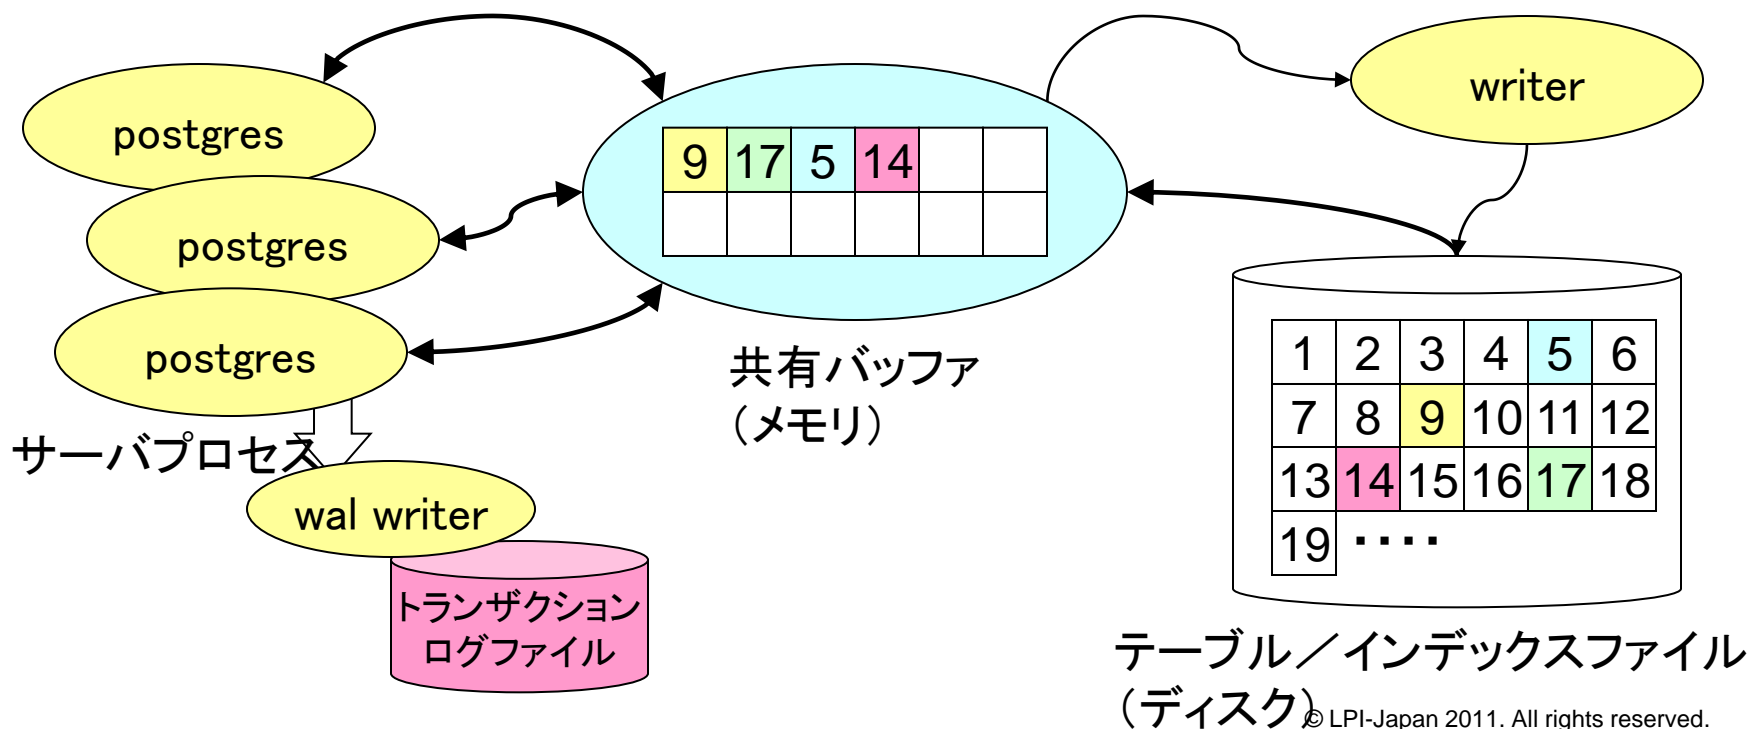 postgres
postgres
postgres
サーバプロセス
wal writer
トランザクション
ログファイル
9 17 5 14
共有バッファ
(メモリ)
writer
1 2 3 4 5 6
7 8 9 10 11 12
13 14 15 16 17 18
19 ····
テーブル／インデックスファイル
(ディスク)
© LPI-Japan 2011. All rights reserved.